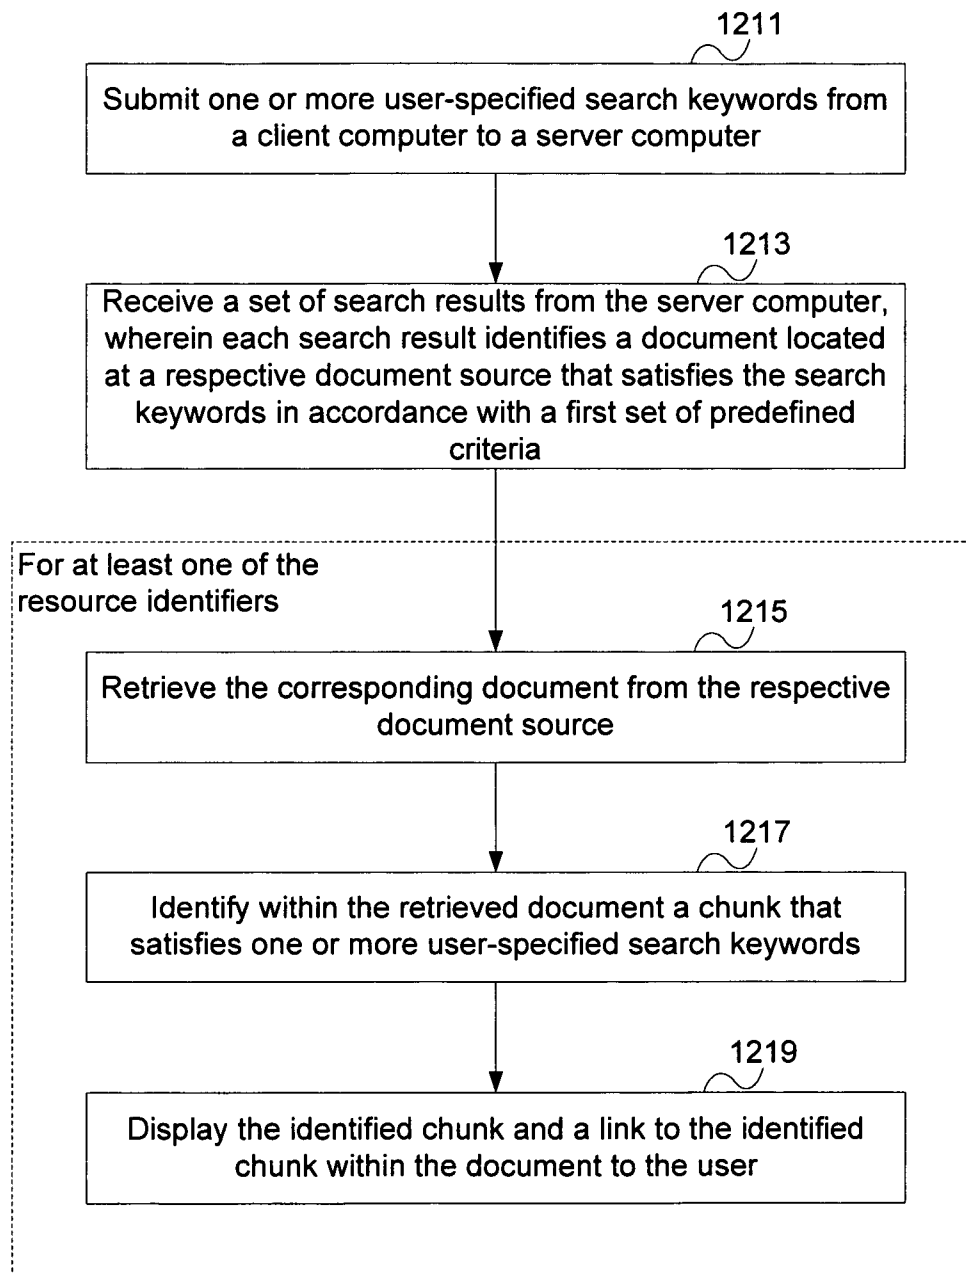 1211
Submit one or more user-specified search keywords from
a client computer to a server computer
1213
Receive a set of search results from the server computer,
wherein each search result identifies a document located
at a respective document source that satisfies the search
keywords in accordance with a first set of predefined
criteria
For at least one of the
resource identifiers
1215
Retrieve the corresponding document from the respective
document source
1217
Identify within the retrieved document a chunk that
satisfies one or more user-specified search keywords
1219
Display the identified chunk and a link to the identified
chunk within the document to the user